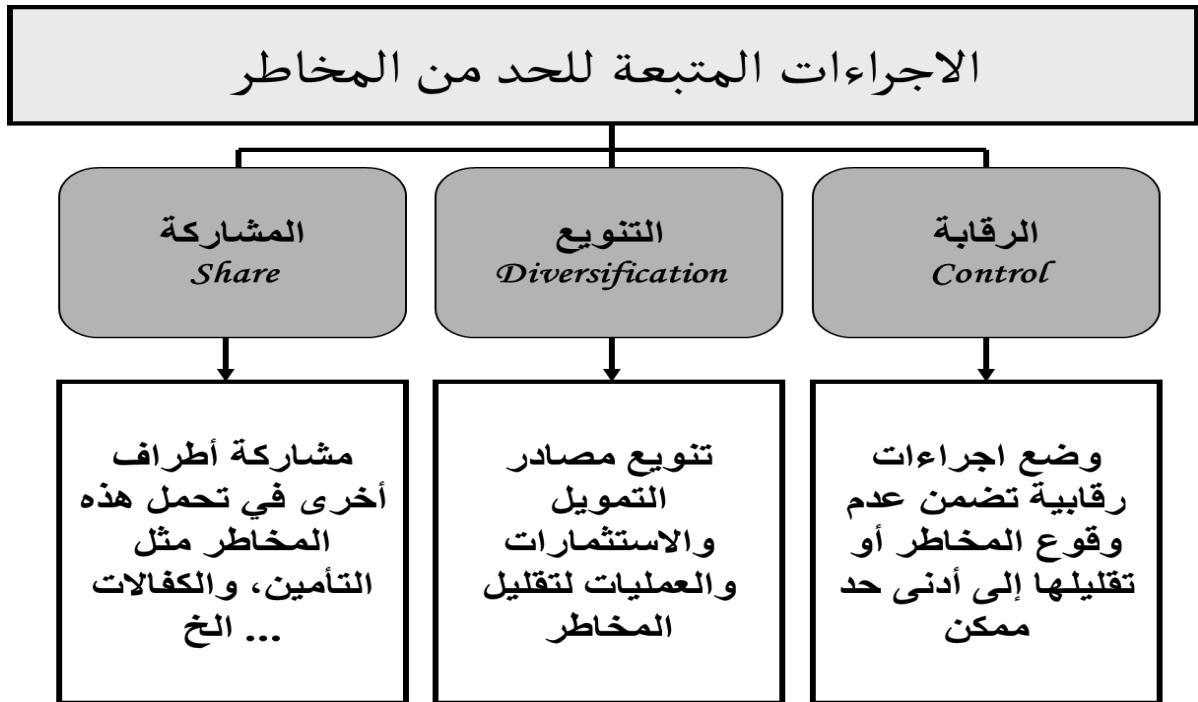 الاجراءات المتبعة للحد من المخاطر
الرقابة
Control
التنويع
Diversification
المشاركة
Share
وضع اجراءات
رقابية تضمن عدم
وقوع المخاطر أو
تقليلها إلى أدنى حد
ممكن
تنويع مصادر
التمويل
والاستثمارات
والعمليات لتقليل
المخاطر
مشاركة أطراف
أخرى في تحمل هذه
المخاطر مثل
التأمين، والكفالات
... الخ